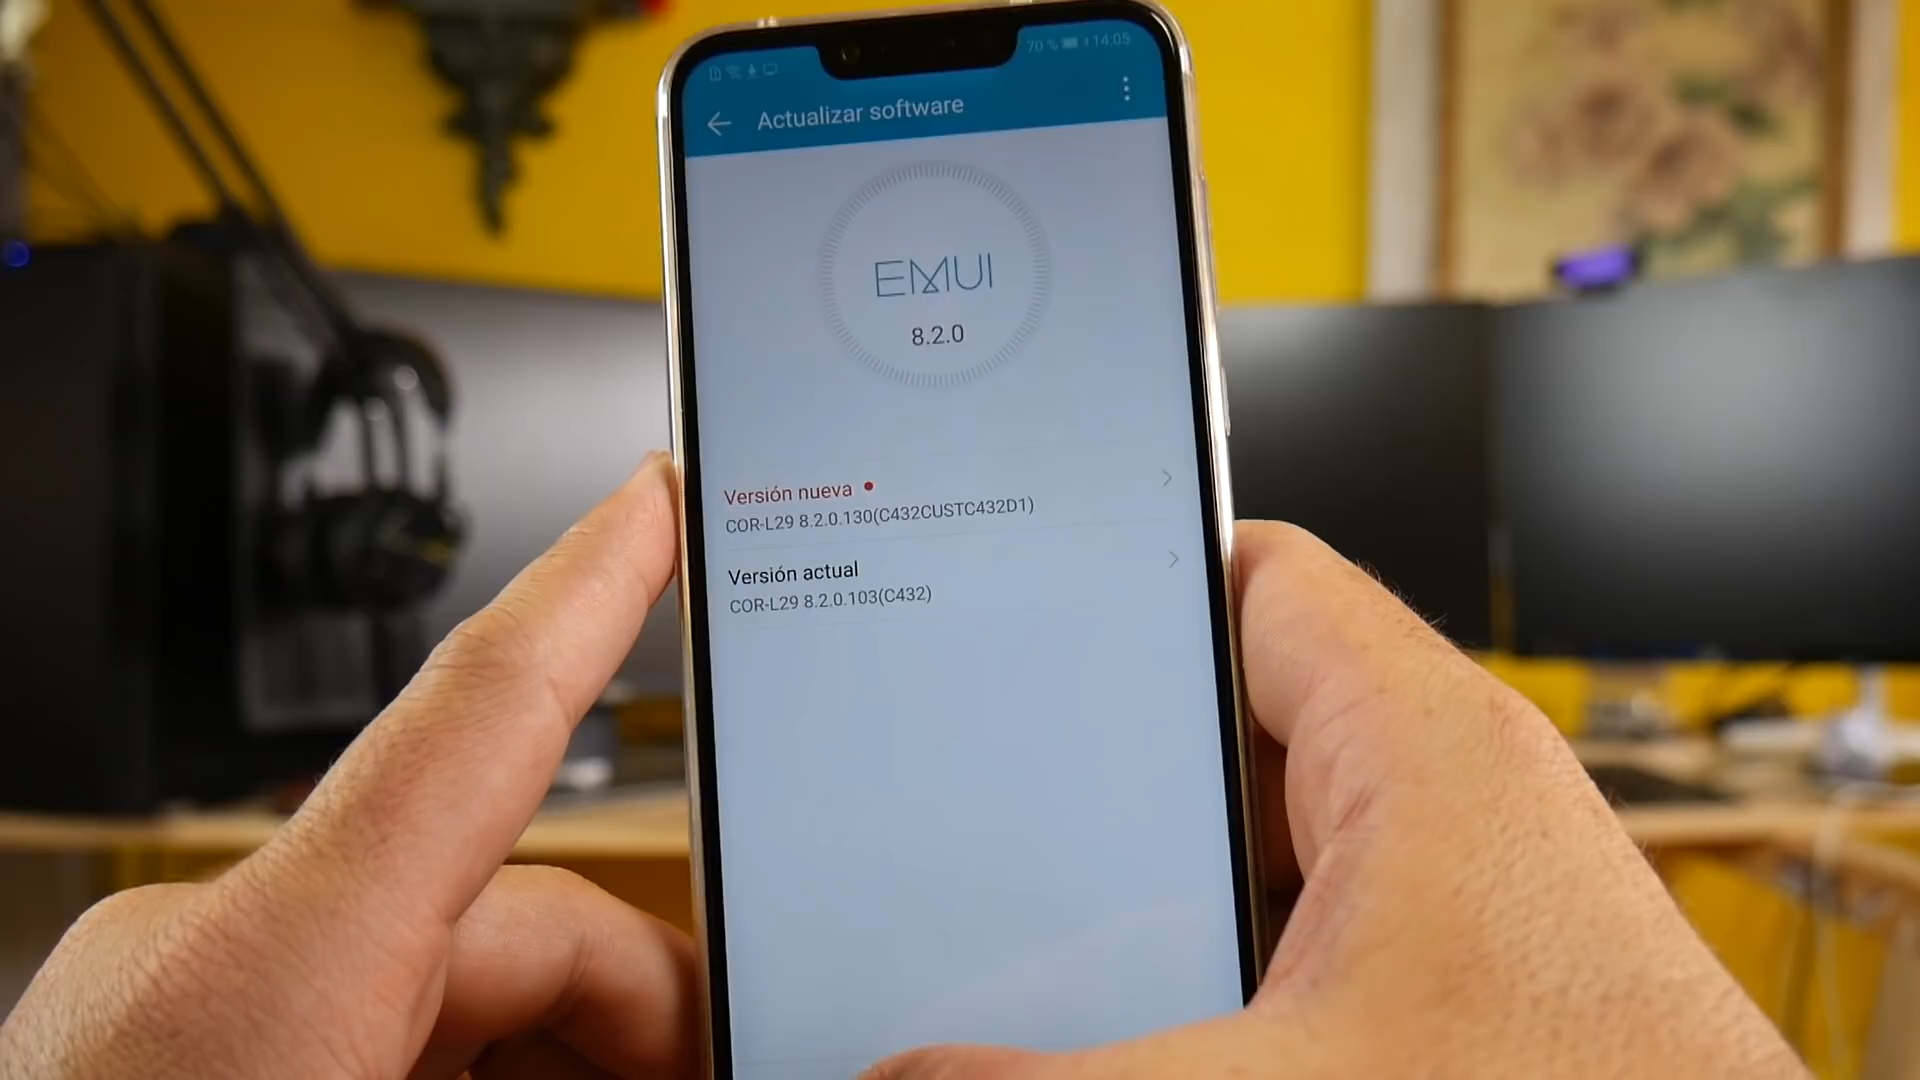 70 % 14:05
Actualizar software
EMUI
8.2.0
Versión nueva
COR-L29 8.2.0.130(C432CUSTC432D1)
Versión actual
COR-L29 8.2.0.103(C432)